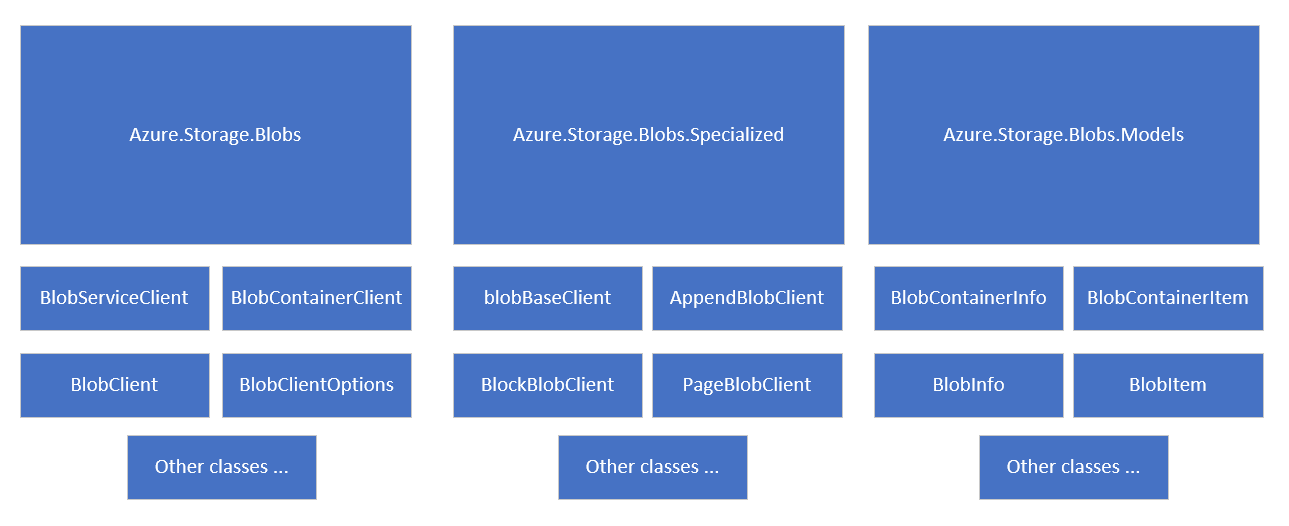 Azure.Storage.Blobs
Azure.Storage.Blobs.Specialized
Azure.Storage.Blobs.Models
BlobServiceClient
BlobContainerClient
blobBaseClient
AppendBlobClient
BlobContainerInfo
BlobContainerItem
BlobClient
BlobClientOptions
BlockBlobClient
PageBlobClient
BlobInfo
BlobItem
Other classes ...
Other classes ...
Other classes ...